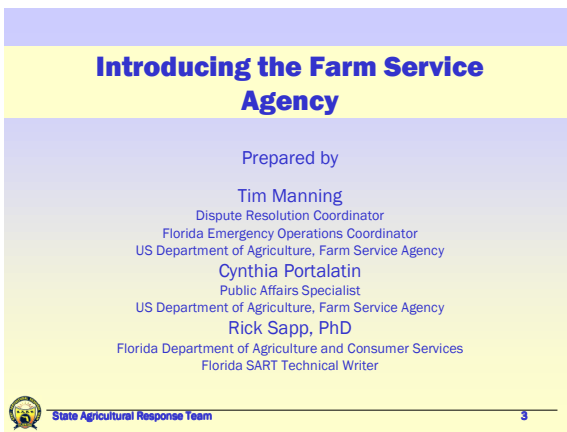 Introducing the Farm Service
Agency
Prepared by
Tim Manning
Dispute Resolution Coordinator
Florida Emergency Operations Coordinator
US Department of Agriculture, Farm Service Agency
Cynthia Portalatin
Public Affairs Specialist
US Department of Agriculture, Farm Service Agency
Rick Sapp, PhD
Florida Department of Agriculture and Consumer Services
Florida SART Technical Writer
State Agricultural Response Team 3